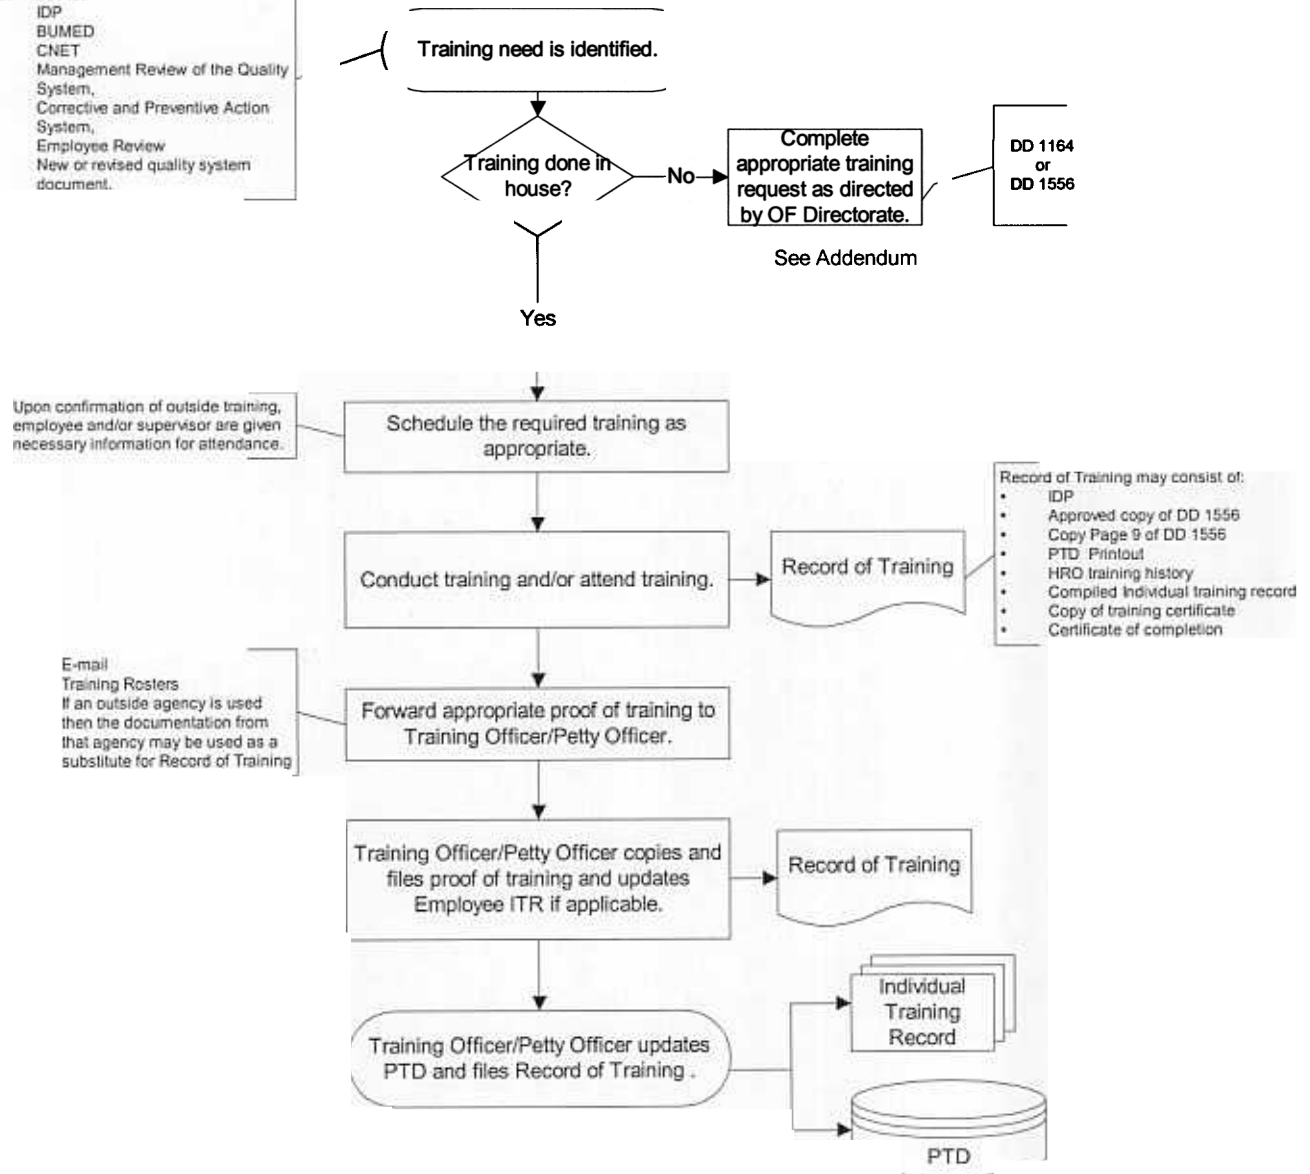 IDP
BUMED
CNET
Management Review of the Quality
System,
Corrective and Preventive Action
System,
Employee Review
New or revised quality system
document.
Training need is identified.
Training done in
house?
No
Complete
appropriate training
request as directed
by OF Directorate.
See Addendum
DD 1164
or
DD 1556
Yes
Upon confirmation of outside training,
employee and/or supervisor are given
necessary information for attendance.
Schedule the required training as
appropriate.
Conduct training and/or attend training.
Record of Training
Record of Training may consist of:
• IDP
• Approved copy of DD 1556
• Copy Page 9 of DD 1556
• PTD Printout
• HRO training history
• Compiled Individual training record
• Copy of training certificate
• Certificate of completion
E-mail
Training Rosters
If an outside agency is used
then the documentation from
that agency may be used as a
substitute for Record of Training
Forward appropriate proof of training to
Training Officer/Petty Officer.
Training Officer/Petty Officer copies and
files proof of training and updates
Employee ITR if applicable.
Record of Training
Individual
Training
Record
Training Officer/Petty Officer updates
PTD and files Record of Training .
PTD